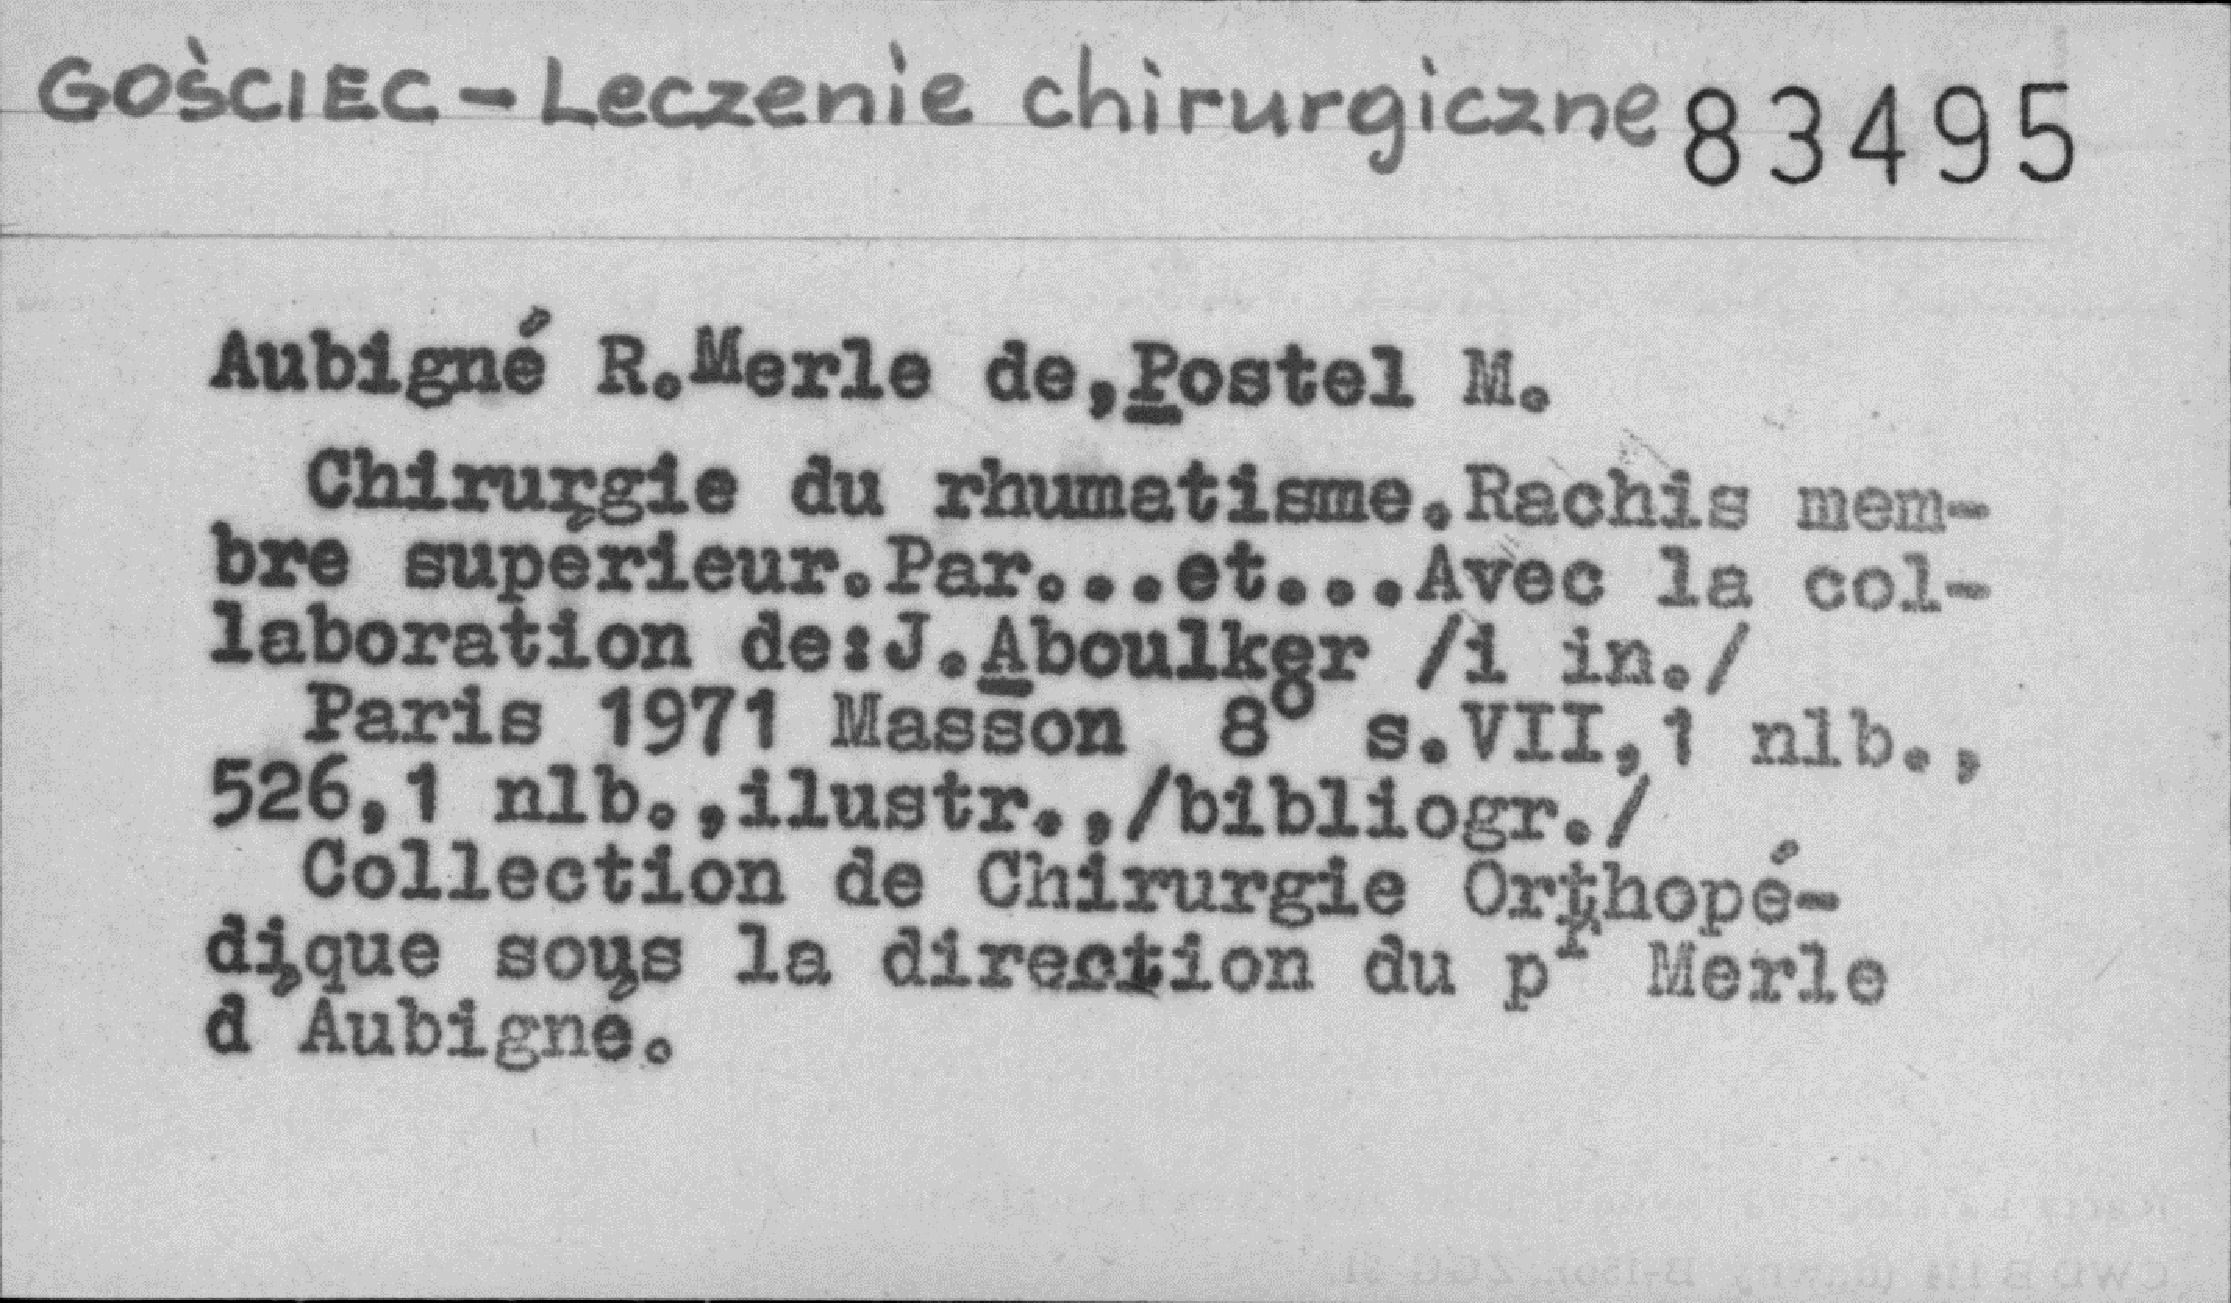 GOŚCIEC - Leczenie chirurgiczne 83495
Aubigné R.Merle de,Postel M.
Chirurgie du rhumatisme.Rachis mem-
bre supérieur.Par...et...Avec la col-
laboration de:J.Aboulker /i in./
Paris 1971 Masson 8° s.VII,1 nlb.,
526,1 nlb.,ilustr.,/bibliogr./
Collection de Chirurgie Orthopé-
dique sous la direction du pr Merle
d'Aubigné.